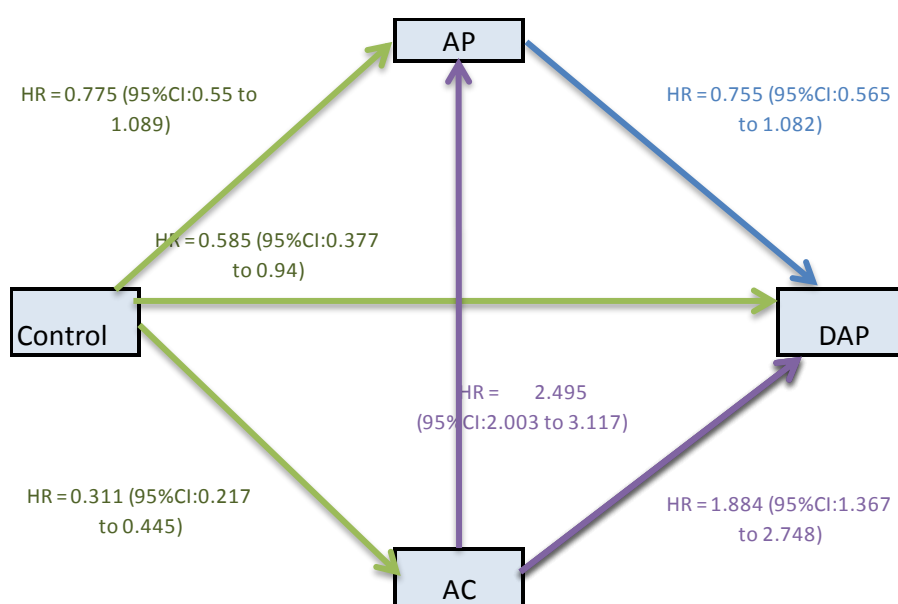 AP
HR = 0.775 (95%CI:0.55 to
1.089)
HR = 0.755 (95%CI:0.565
to 1.082)
HR = 0.585 (95%CI:0.377
to 0.94)
Control
DAP
HR = 2.495
(95%CI:2.003 to 3.117)
HR = 0.311 (95%CI:0.217
to 0.445)
HR = 1.884 (95%CI:1.367
to 2.748)
AC